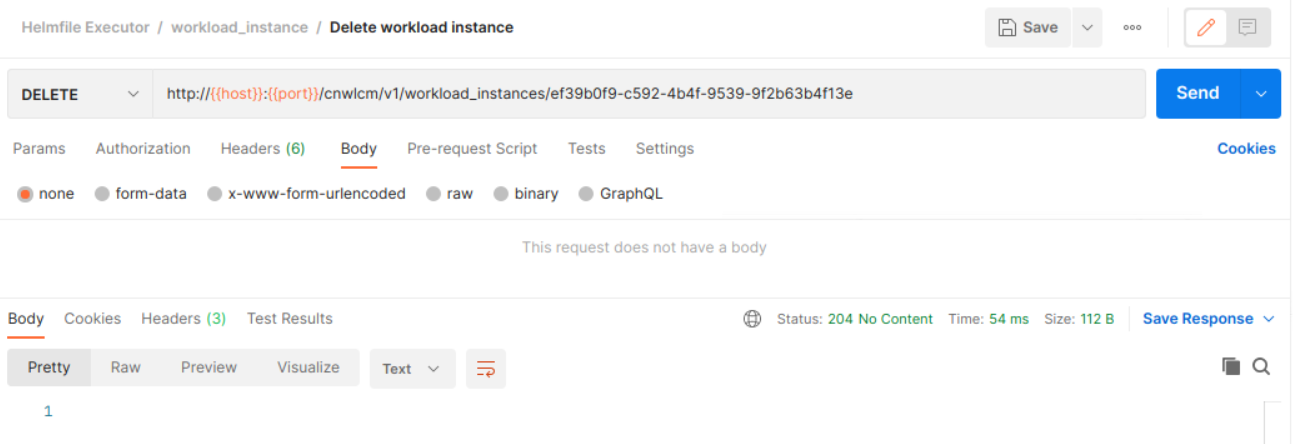 Helmfile Executor / workload_instance / Delete workload instance Save ooo
DELETE http://{{host}}:{{port}}/cnwlcm/v1/workload_instances/ef39b0f9-c592-4b4f-9539-9f2b63b4f13e Send
Params Authorization Headers (6) Body Pre-request Script Tests Settings Cookies
none form-data x-www-form-urlencoded raw binary GraphQL
This request does not have a body
Body Cookies Headers (3) Test Results Status: 204 No Content Time: 54 ms Size: 112 B Save Response
Pretty Raw Preview Visualize Text
1